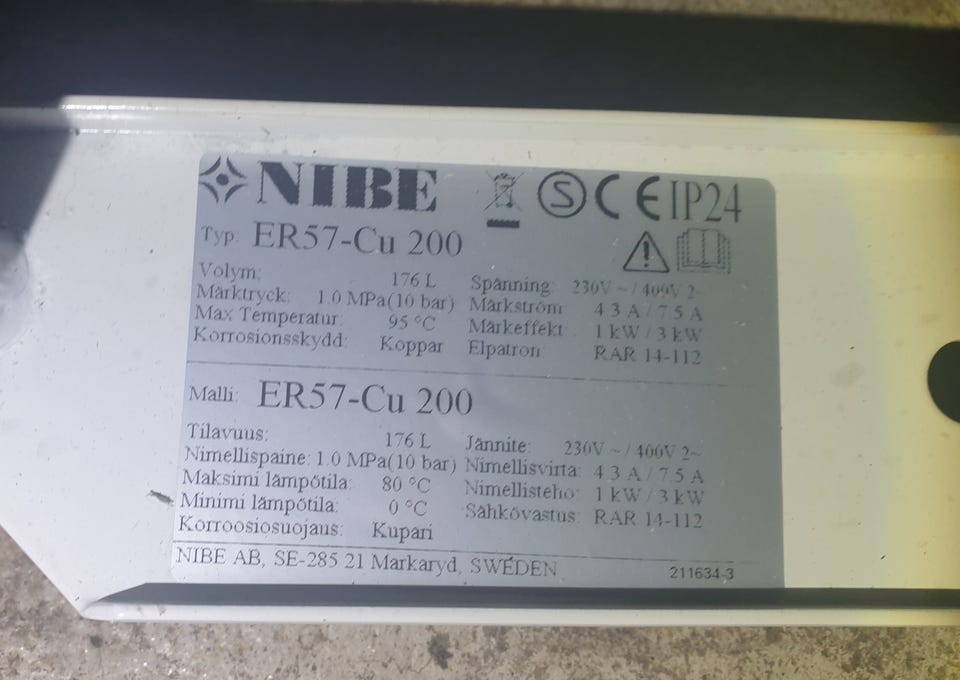 NIBE S CE IP24
Typ: ER57-Cu 200
Volym: 176 L Spänning: 230V ~ / 400V 2~
Märktryck: 1.0 MPa(10 bar) Märkström: 4.3 A / 7.5 A
Max Temperatur: 95 °C Märkeffekt: 1 kW / 3 kW
Korrosionsskydd: Koppar Elpatron: RAR 14-112
Malli: ER57-Cu 200
Tilavuus: 176 L Jännite: 230V ~ / 400V 2~
Nimellispaine: 1.0 MPa(10 bar) Nimellisvirta: 4.3 A / 7.5 A
Maksimi lämpötila: 80 °C Nimellisteho: 1 kW / 3 kW
Minimi lämpötila: 0 °C Sähkövastus: RAR 14-112
Korroosiosuojaus: Kupari
NIBE AB, SE-285 21 Markaryd, SWEDEN 211634-3